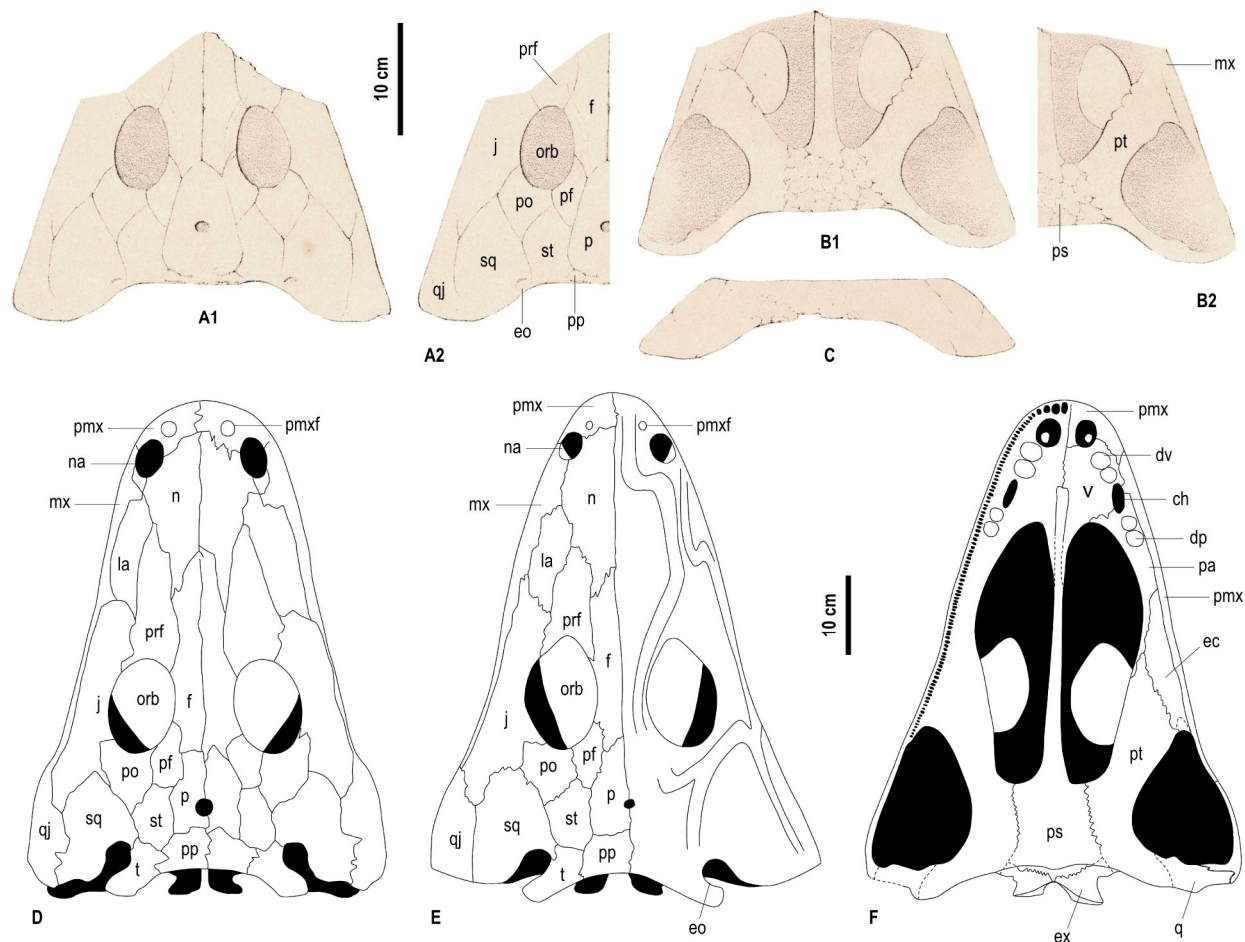 prf
10 cm
f
j
orb
po
pf
sq
st
p
qj
eo
pp
A1
A2
mx
pt
ps
B1
B2
C
pmx
pmxf
na
mx
n
la
prf
j
orb
f
po
pf
p
qj
sq
st
pp
t
D
pmx
pmxf
na
mx
n
la
prf
f
orb
j
po
pf
p
sq
st
qj
pp
t
eo
E
pmx
dv
v
ch
dp
pa
pmx
10 cm
ec
pt
ps
ex
q
F